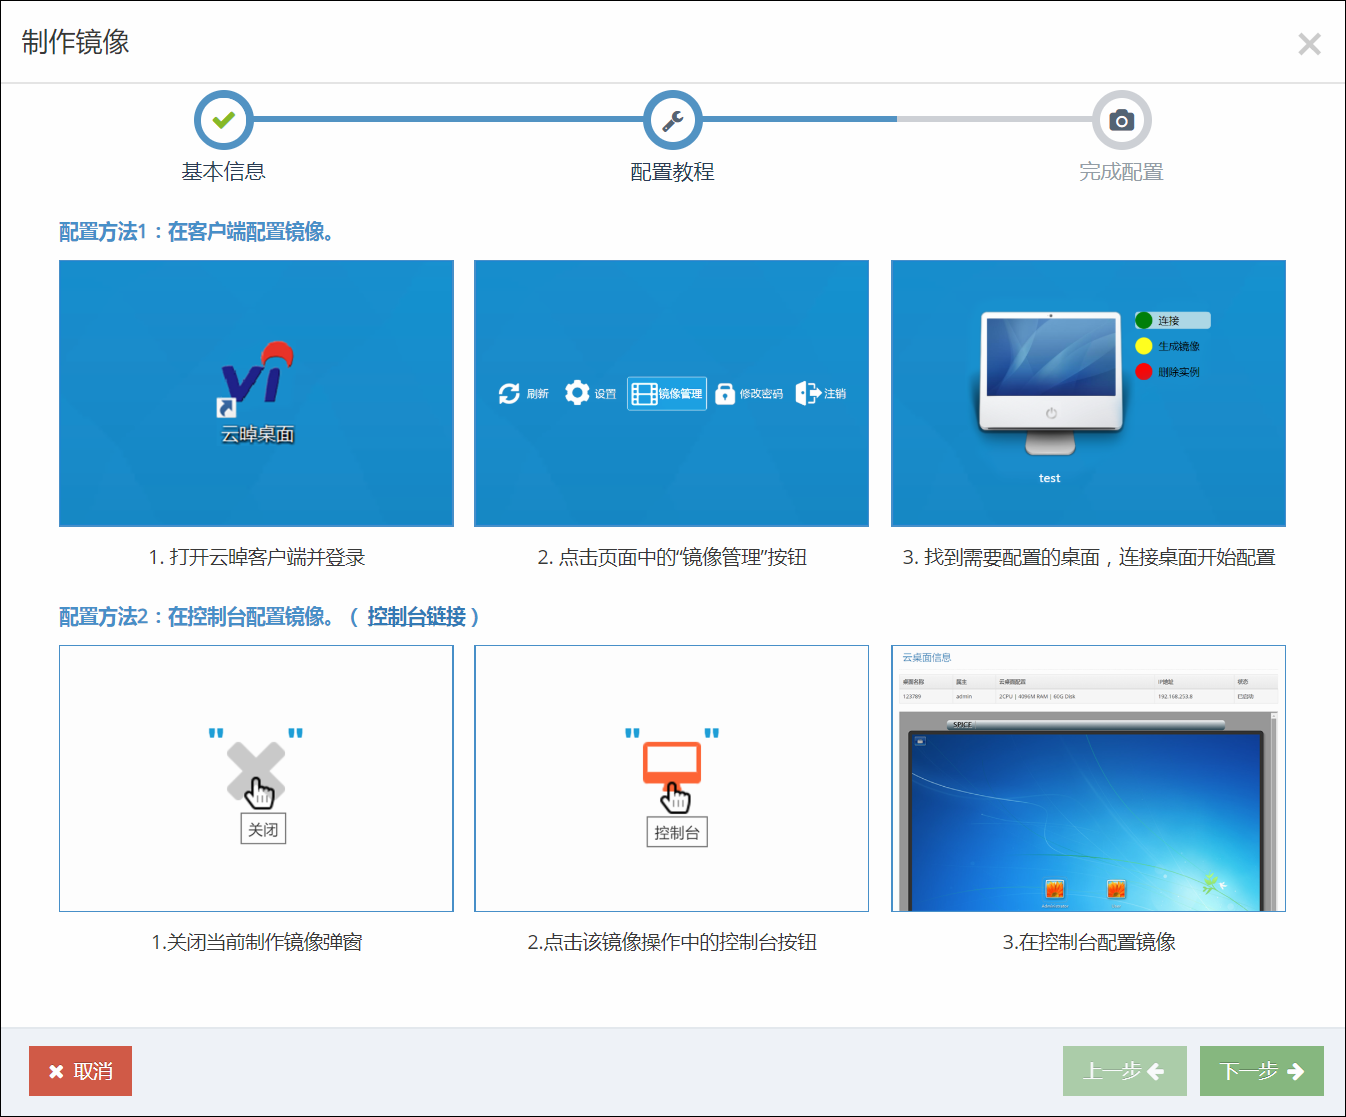 制作镜像
基本信息
配置教程
完成配置
配置方法1：在客户端配置镜像。
云晫桌面
刷新
设置
镜像管理
修改密码
注销
连接
生成镜像
删除实例
test
1. 打开云晫客户端并登录
2. 点击页面中的“镜像管理”按钮
3. 找到需要配置的桌面，连接桌面开始配置
配置方法2：在控制台配置镜像。（ 控制台链接 ）
" "
关闭
" "
控制台
云桌面信息
桌面名称 属主 云桌面配置 IP地址 状态
123789 admin 2CPU | 4096M RAM | 60G Disk 192.168.253.8 已启动
SPICE
1.关闭当前制作镜像弹窗
2.点击该镜像操作中的控制台按钮
3.在控制台配置镜像
取消
上一步
下一步